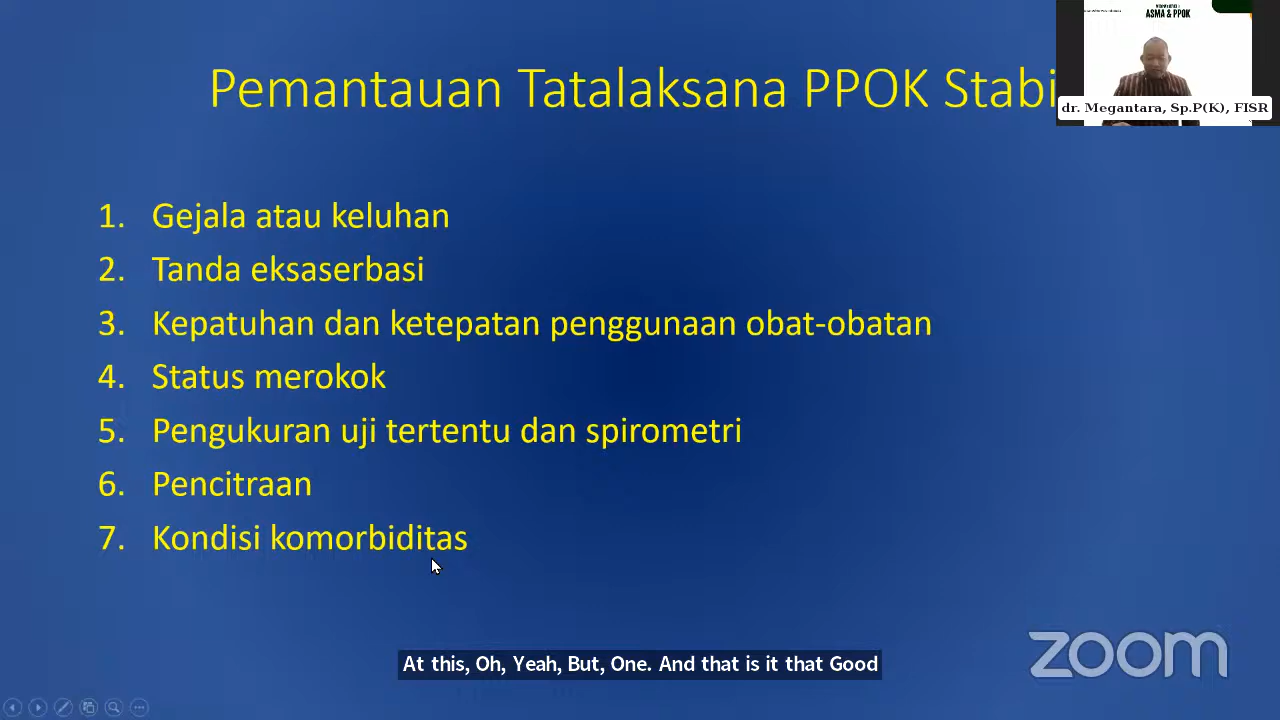 ASMA & PPOK
Pemantauan Tatalaksana PPOK Stabi
dr. Megantara, Sp.P(K), FISR
1. Gejala atau keluhan
2. Tanda eksaserbasi
3. Kepatuhan dan ketepatan penggunaan obat-obatan
4. Status merokok
5. Pengukuran uji tertentu dan spirometri
6. Pencitraan
7. Kondisi komorbiditas
At this, Oh, Yeah, But, One. And that is it that Good
zoom